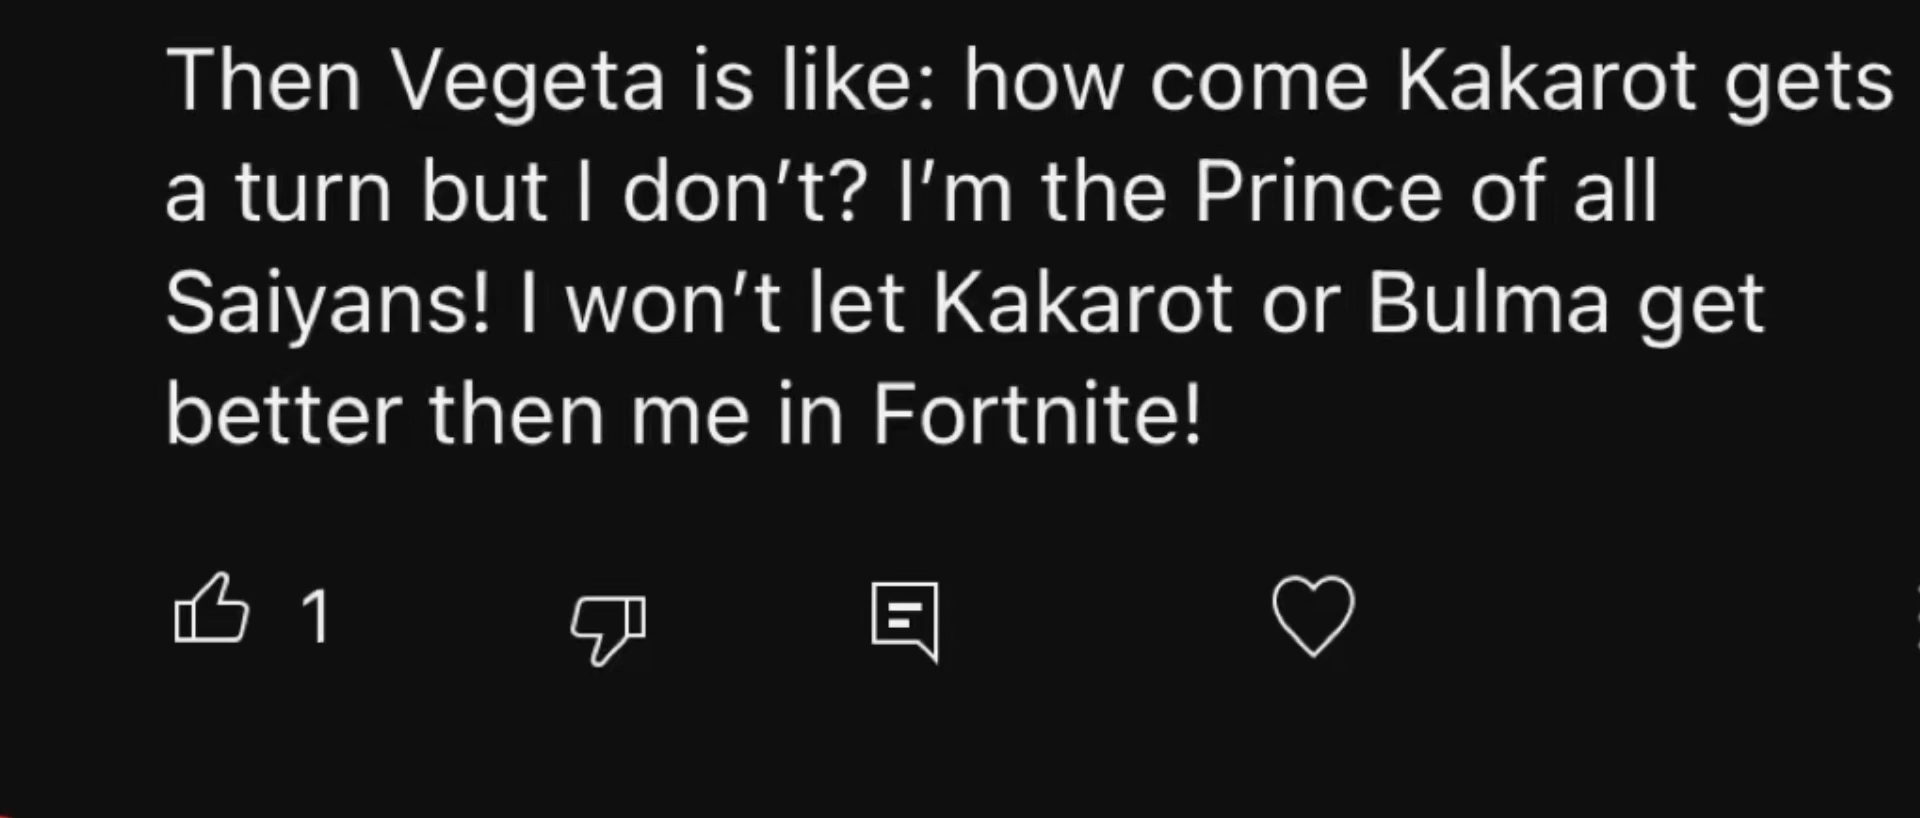 Then Vegeta is like: how come Kakarot gets
a turn but I don’t? I’m the Prince of all
Saiyans! I won’t let Kakarot or Bulma get
better then me in Fortnite!
1